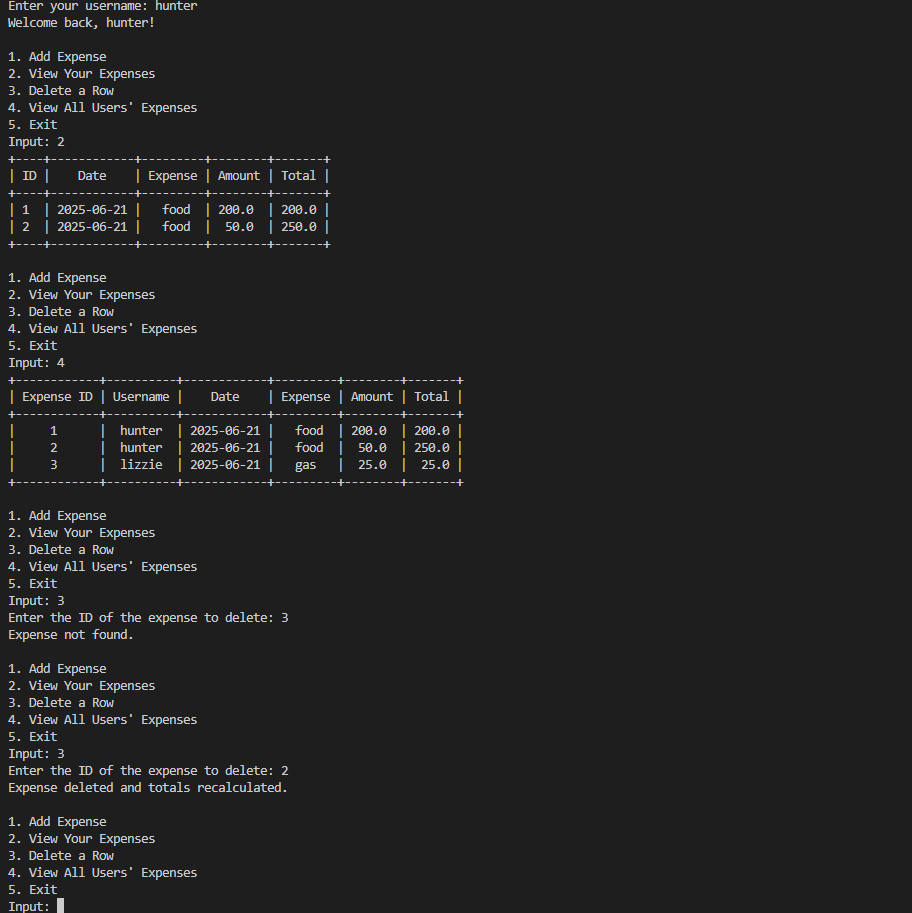 Enter your username: hunter
Welcome back, hunter!

1. Add Expense
2. View Your Expenses
3. Delete a Row
4. View All Users' Expenses
5. Exit
Input: 2
+----+------------+---------+--------+-------+
| ID |    Date    | Expense | Amount | Total |
+----+------------+---------+--------+-------+
| 1  | 2025-06-21 |   food  | 200.0  | 200.0 |
| 2  | 2025-06-21 |   food  |  50.0  | 250.0 |
+----+------------+---------+--------+-------+

1. Add Expense
2. View Your Expenses
3. Delete a Row
4. View All Users' Expenses
5. Exit
Input: 4
+------------+----------+------------+---------+--------+-------+
| Expense ID | Username |    Date    | Expense | Amount | Total |
+------------+----------+------------+---------+--------+-------+
|     1      |  hunter  | 2025-06-21 |   food  | 200.0  | 200.0 |
|     2      |  hunter  | 2025-06-21 |   food  |  50.0  | 250.0 |
|     3      |  lizzie  | 2025-06-21 |   gas   |  25.0  |  25.0 |
+------------+----------+------------+---------+--------+-------+

1. Add Expense
2. View Your Expenses
3. Delete a Row
4. View All Users' Expenses
5. Exit
Input: 3
Enter the ID of the expense to delete: 3
Expense not found.

1. Add Expense
2. View Your Expenses
3. Delete a Row
4. View All Users' Expenses
5. Exit
Input: 3
Enter the ID of the expense to delete: 2
Expense deleted and totals recalculated.

1. Add Expense
2. View Your Expenses
3. Delete a Row
4. View All Users' Expenses
5. Exit
Input: